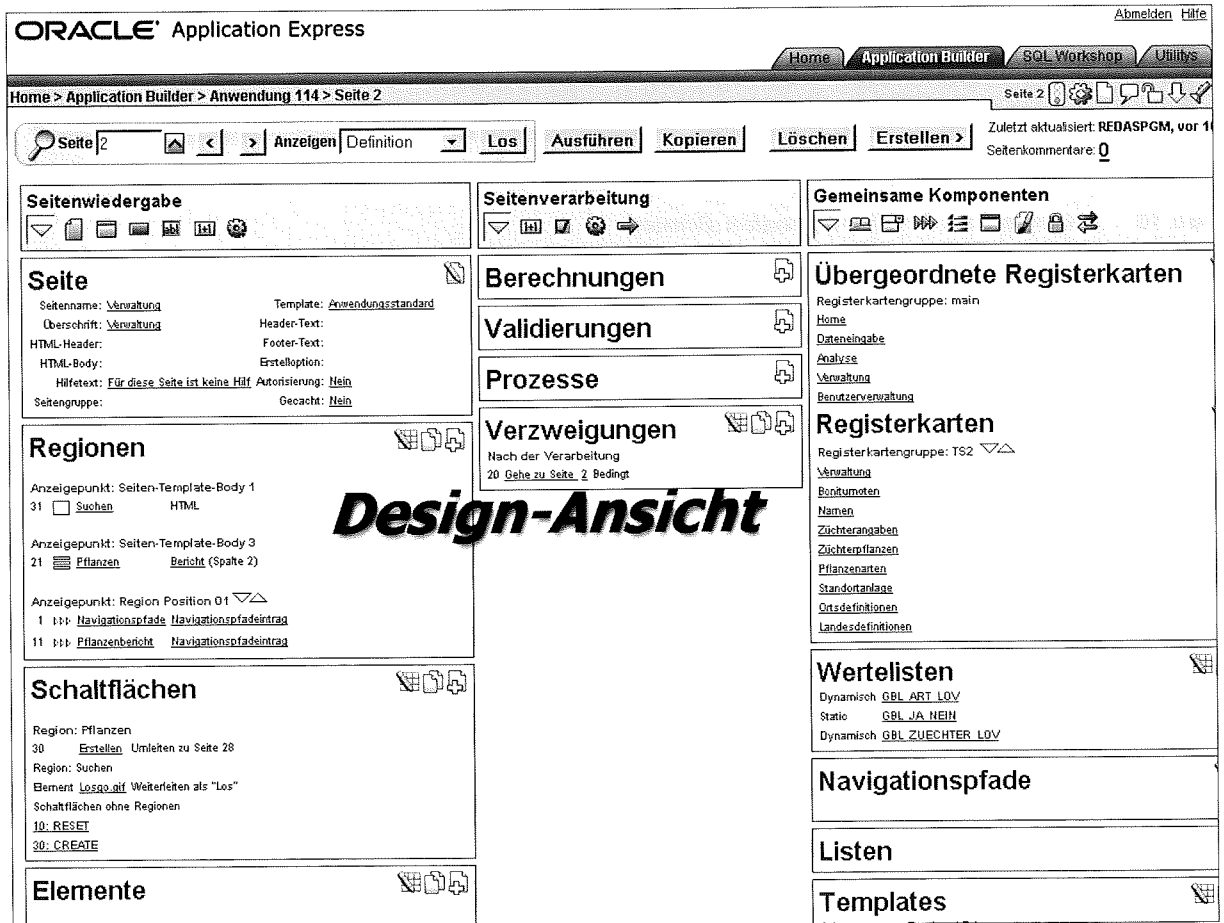 Abmelden Hilfe
ORACLE' Application Express
Home Application Builder SQL Workshop Utilitys
Home > Application Builder > Anwendung 114 > Seite 2
Seite 2
Seite 2 Anzeigen Definition Los Ausführen Kopieren Löschen Erstellen >
Zuletzt aktualisiert: REDASPGM, vor 1
Seitenkommentare: 0
Seitenwiedergabe
Seite
Seitenname: Verwaltung
Überschrift: Verwaltung
HTML-Header:
HTML-Body:
Hilfetext: Für diese Seite ist keine Hilf
Seitengruppe:
Template: Anwendungsstandard
Header-Text:
Footer-Text:
Erstelloption:
Autorisierung: Nein
Gecacht: Nein
Regionen
Anzeigepunkt: Seiten-Template-Body 1
31 Suchen HTML
Anzeigepunkt: Seiten-Template-Body 3
21 Pflanzen Bericht (Spalte 2)
Anzeigepunkt: Region Position 01
1 Navigationspfade Navigationspfadeintrag
11 Pflanzenbericht Navigationspfadeintrag
Schaltflächen
Region: Pflanzen
30 Erstellen Umleiten zu Seite 28
Region: Suchen
Element Losgo.gif Weiterleiten als "Los"
Schaltflächen ohne Regionen
10: RESET
30: CREATE
Elemente
Seitenverarbeitung
Berechnungen
Validierungen
Prozesse
Verzweigungen
Nach der Verarbeitung
20 Gehe zu Seite 2 Bedingt
Design-Ansicht
Gemeinsame Komponenten
Übergeordnete Registerkarten
Registerkartengruppe: main
Home
Dateneingabe
Analyse
Verwaltung
Benutzerverwaltung
Registerkarten
Registerkartengruppe: TS2
Verwaltung
Boniturnoten
Namen
Züchterangaben
Züchterpflanzen
Pflanzenarten
Standortanlage
Ortsdefinitionen
Landesdefinitionen
Wertelisten
Dynamisch GBL ART LOV
Static GBL JA NEIN
Dynamisch GBL ZUECHTER LOV
Navigationspfade
Listen
Templates